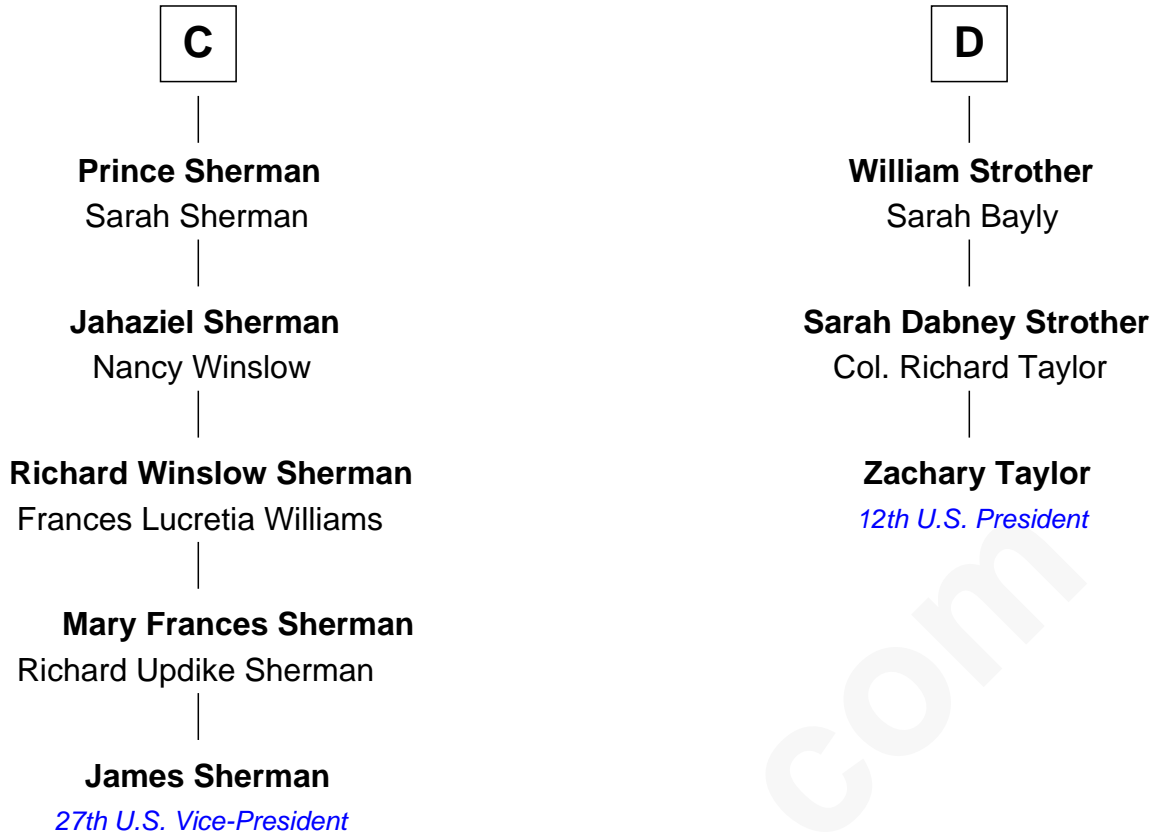 C
Prince Sherman
Sarah Sherman
Jahaziel Sherman
Nancy Winslow
Richard Winslow Sherman
Frances Lucretia Williams
Mary Frances Sherman
Richard Updike Sherman
James Sherman
27th U.S. Vice-President
D
William Strother
Sarah Bayly
Sarah Dabney Strother
Col. Richard Taylor
Zachary Taylor
12th U.S. President
com